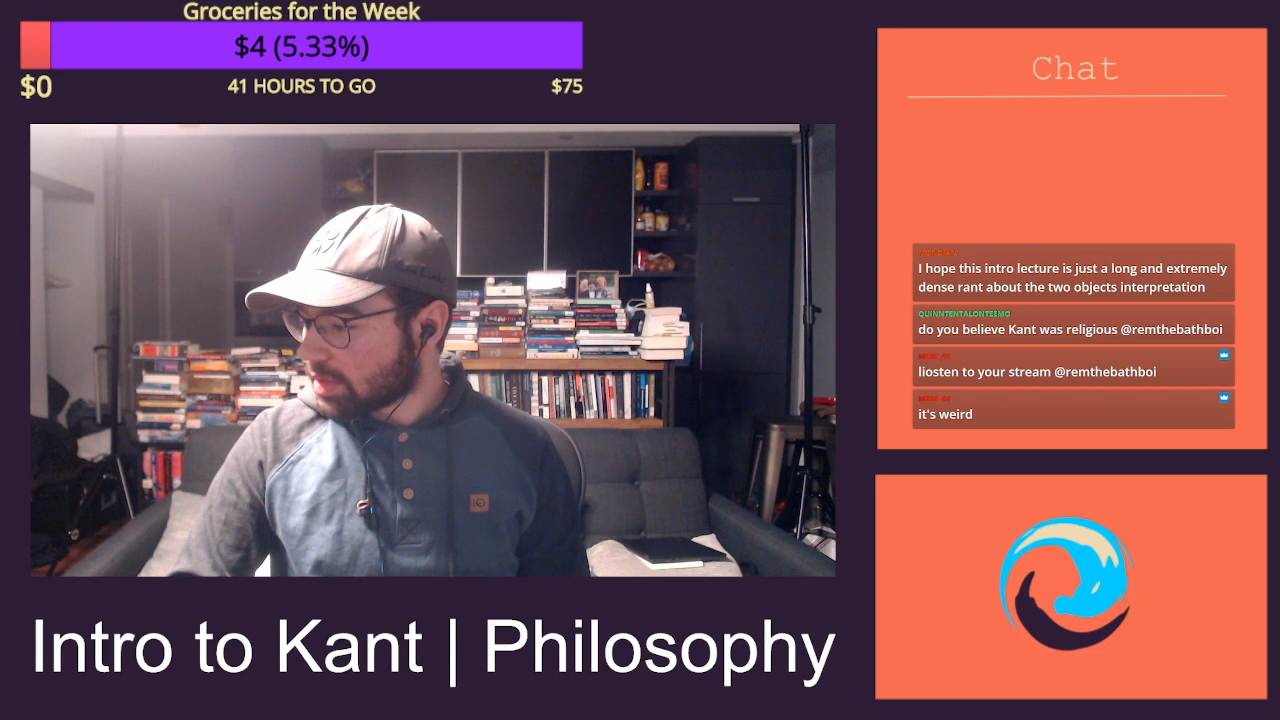 Groceries for the Week
$4 (5.33%)
$0
41 HOURS TO GO
$75
Chat
I hope this intro lecture is just a long and extremely
dense rant about the two objects interpretation
QUINNTENTALONTEEMO
do you believe Kant was religious @remthebathboi
liosten to your stream @remthebathboi
it's weird
Intro to Kant | Philosophy